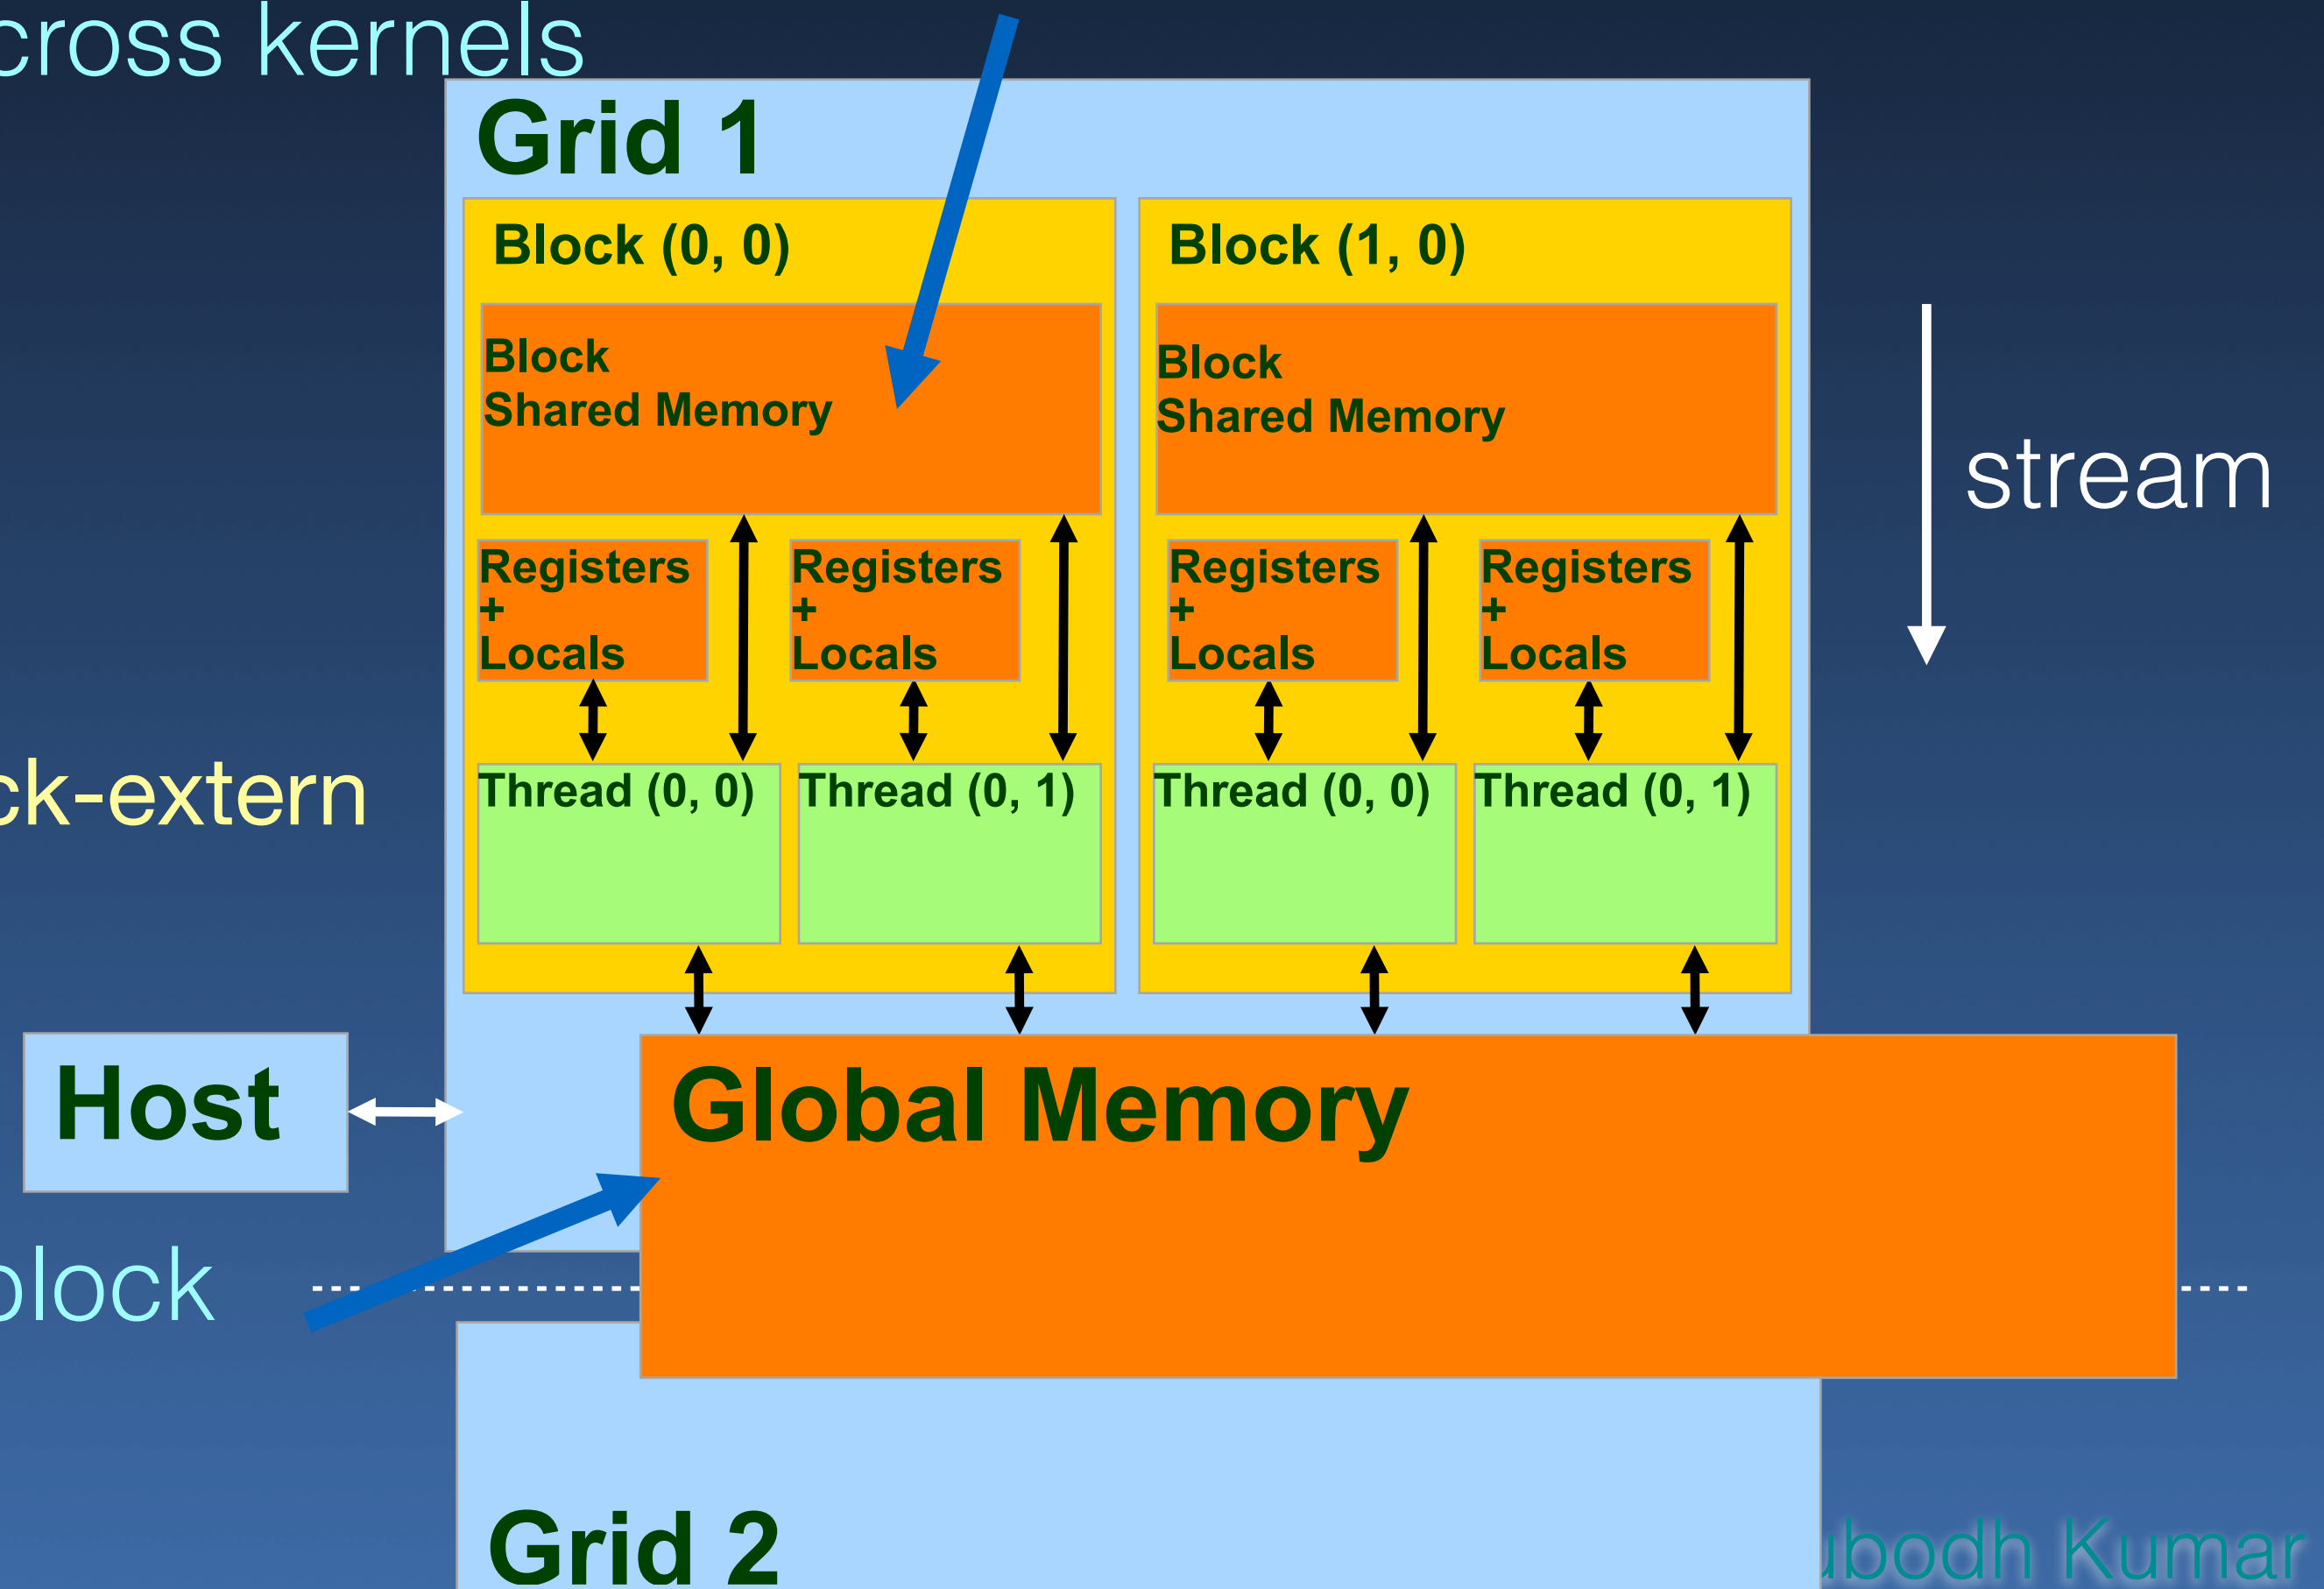 cross kernels
Grid 1
Block (0, 0)
Block (1, 0)
Block
Shared Memory
Block
Shared Memory
stream
Registers
+
Locals
Registers
+
Locals
Registers
+
Locals
Registers
+
Locals
ck-extern
Thread (0, 0)
Thread (0, 1)
Thread (0, 0)
Thread (0, 1)
Host
Global Memory
block
Grid 2
ubodh Kumar